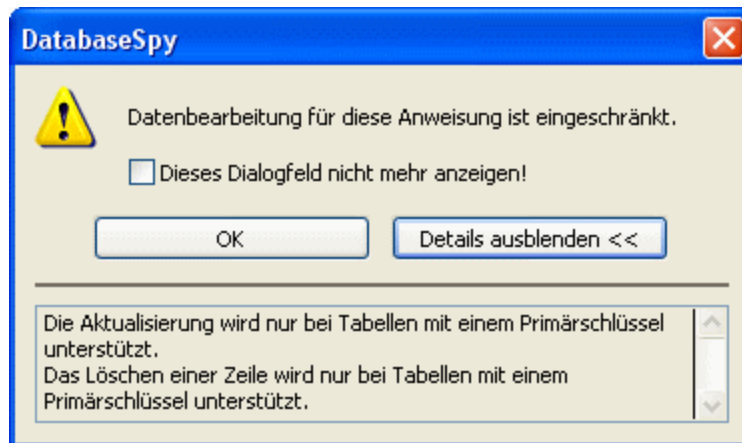 DatabaseSpy
Datenbearbeitung für diese Anweisung ist eingeschränkt.
Dieses Dialogfeld nicht mehr anzeigen!
OK
Details ausblenden <<
Die Aktualisierung wird nur bei Tabellen mit einem Primärschlüssel
unterstützt.
Das Löschen einer Zeile wird nur bei Tabellen mit einem
Primärschlüssel unterstützt.